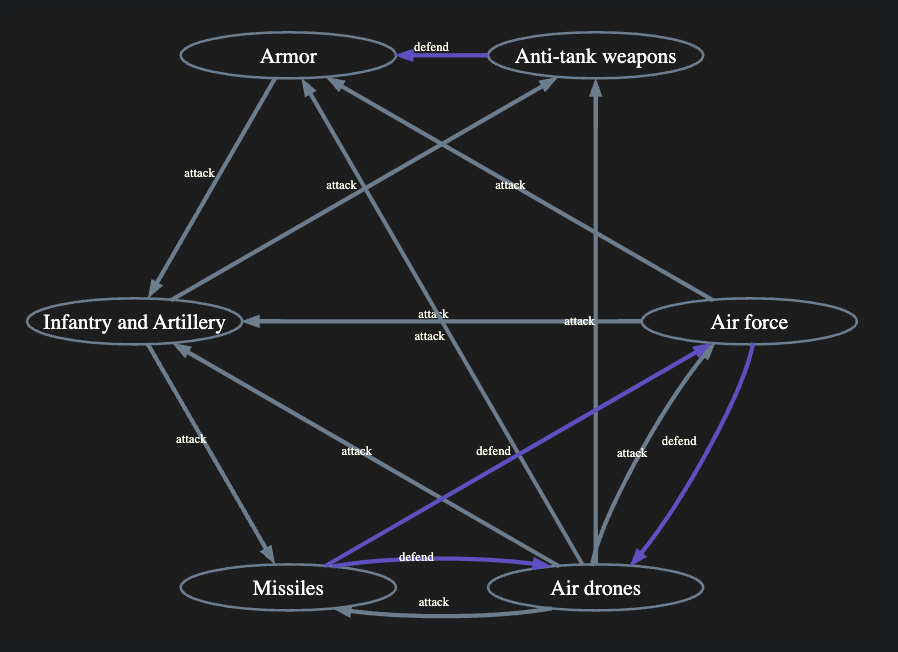 defend
Armor
Anti-tank weapons
attack
attack
attack
attack
Infantry and Artillery
attack
Air force
attack
attack
defend
attack
defend
attack
defend
Missiles
Air drones
attack